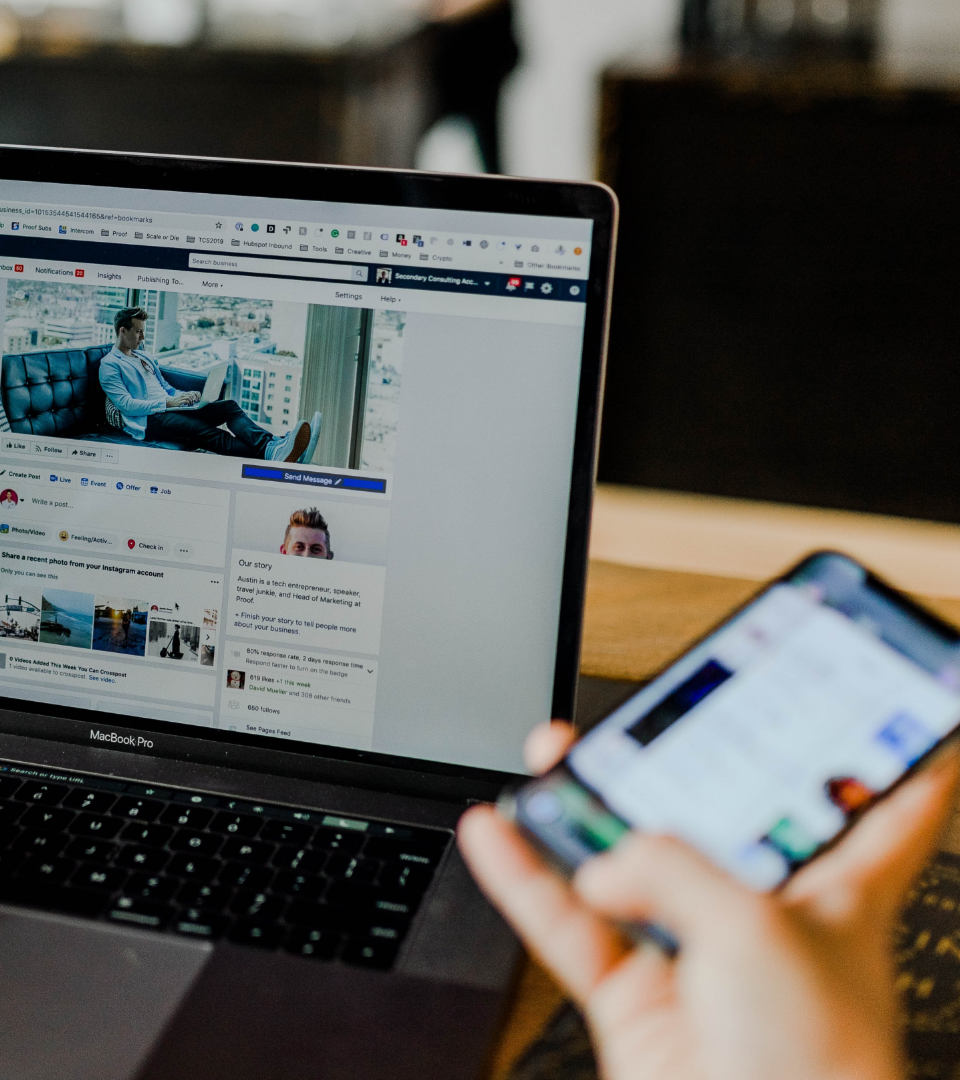 usiness_id=10153544541544165&ref=bookmarks
Proof Subs Intercom Proof Scale or Die TCS2019 Hubspot Inbound Tools Creative Money Crypto Other Bookmarks
Search business
Secondary Consulting Acc...
nbox Notifications Insights Publishing To... More
Settings Help
Like Follow Share ...
Send Message
Create Post Live Event Offer Job
Write a post...
Photo/Video Feeling/Activ... Check in ...
Share a recent photo from your Instagram account ...
Only you can see this
0 Videos Added This Week You Can Crosspost
1 video available to crosspost. See video.
Our story
Austin is a tech entrepreneur, speaker,
travel junkie, and Head of Marketing at
Proof.
+ Finish your story to tell people more
about your business.
80% response rate, 2 days response time
Respond faster to turn on the badge
619 likes +1 this week
David Mueller and 308 other friends
650 follows
See Pages Feed
MacBook Pro
Search or type URL